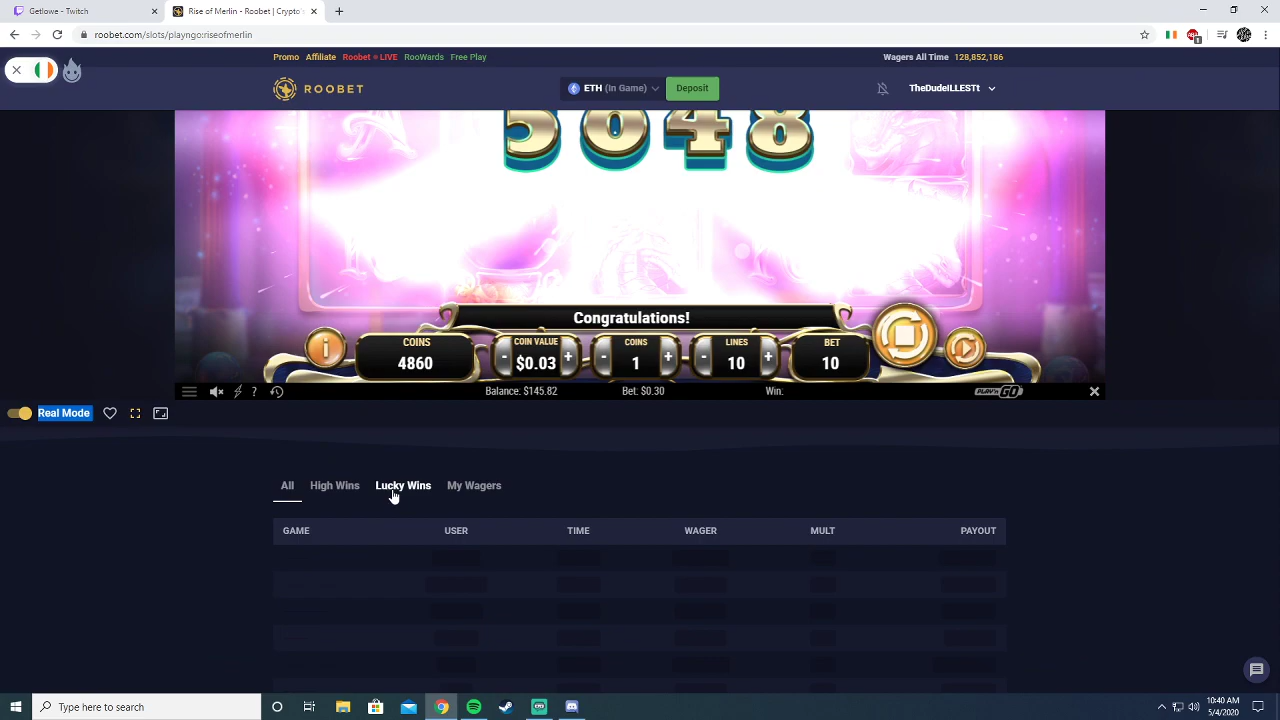 Getlowe - Twitch
Rise of Merlin - Roobet | Crypto
roobet.com/slots/playngo:riseofmerlin
1
Promo Affiliate Roobet LIVE RooWards Free Play
Wagers All Time 128,852,186
ROOBET
ETH (In Game)
Deposit
TheDudeILLESTt
5048
Congratulations!
COINS
4860
COIN VALUE
- $0.03 +
COINS
- 1 +
LINES
- 10 +
BET
10
Balance: $145.82
Bet: $0.30
Win:
PLAY'n GO
Real Mode
All High Wins Lucky Wins My Wagers
GAME USER TIME WAGER MULT PAYOUT
Type here to search
10:40 AM
5/4/2020